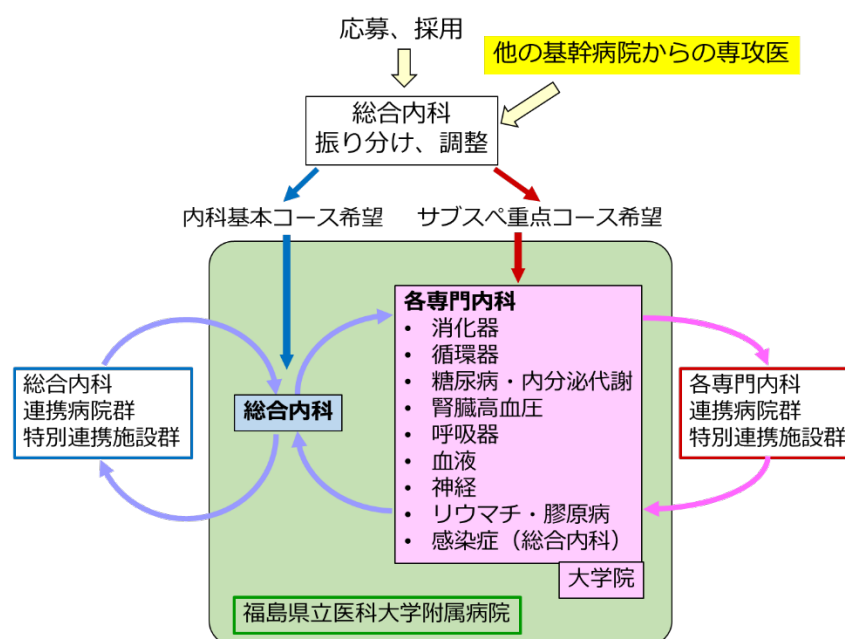 応募、採用
他の基幹病院からの専攻医
総合内科
振り分け、調整
内科基本コース希望
サブスペ重点コース希望
各専門内科
• 消化器
• 循環器
• 糖尿病・内分泌代謝
• 腎臓高血圧
• 呼吸器
• 血液
• 神経
• リウマチ・膠原病
• 感染症（総合内科）
総合内科
連携病院群
特別連携施設群
総合内科
各専門内科
連携病院群
特別連携施設群
大学院
福島県立医科大学附属病院